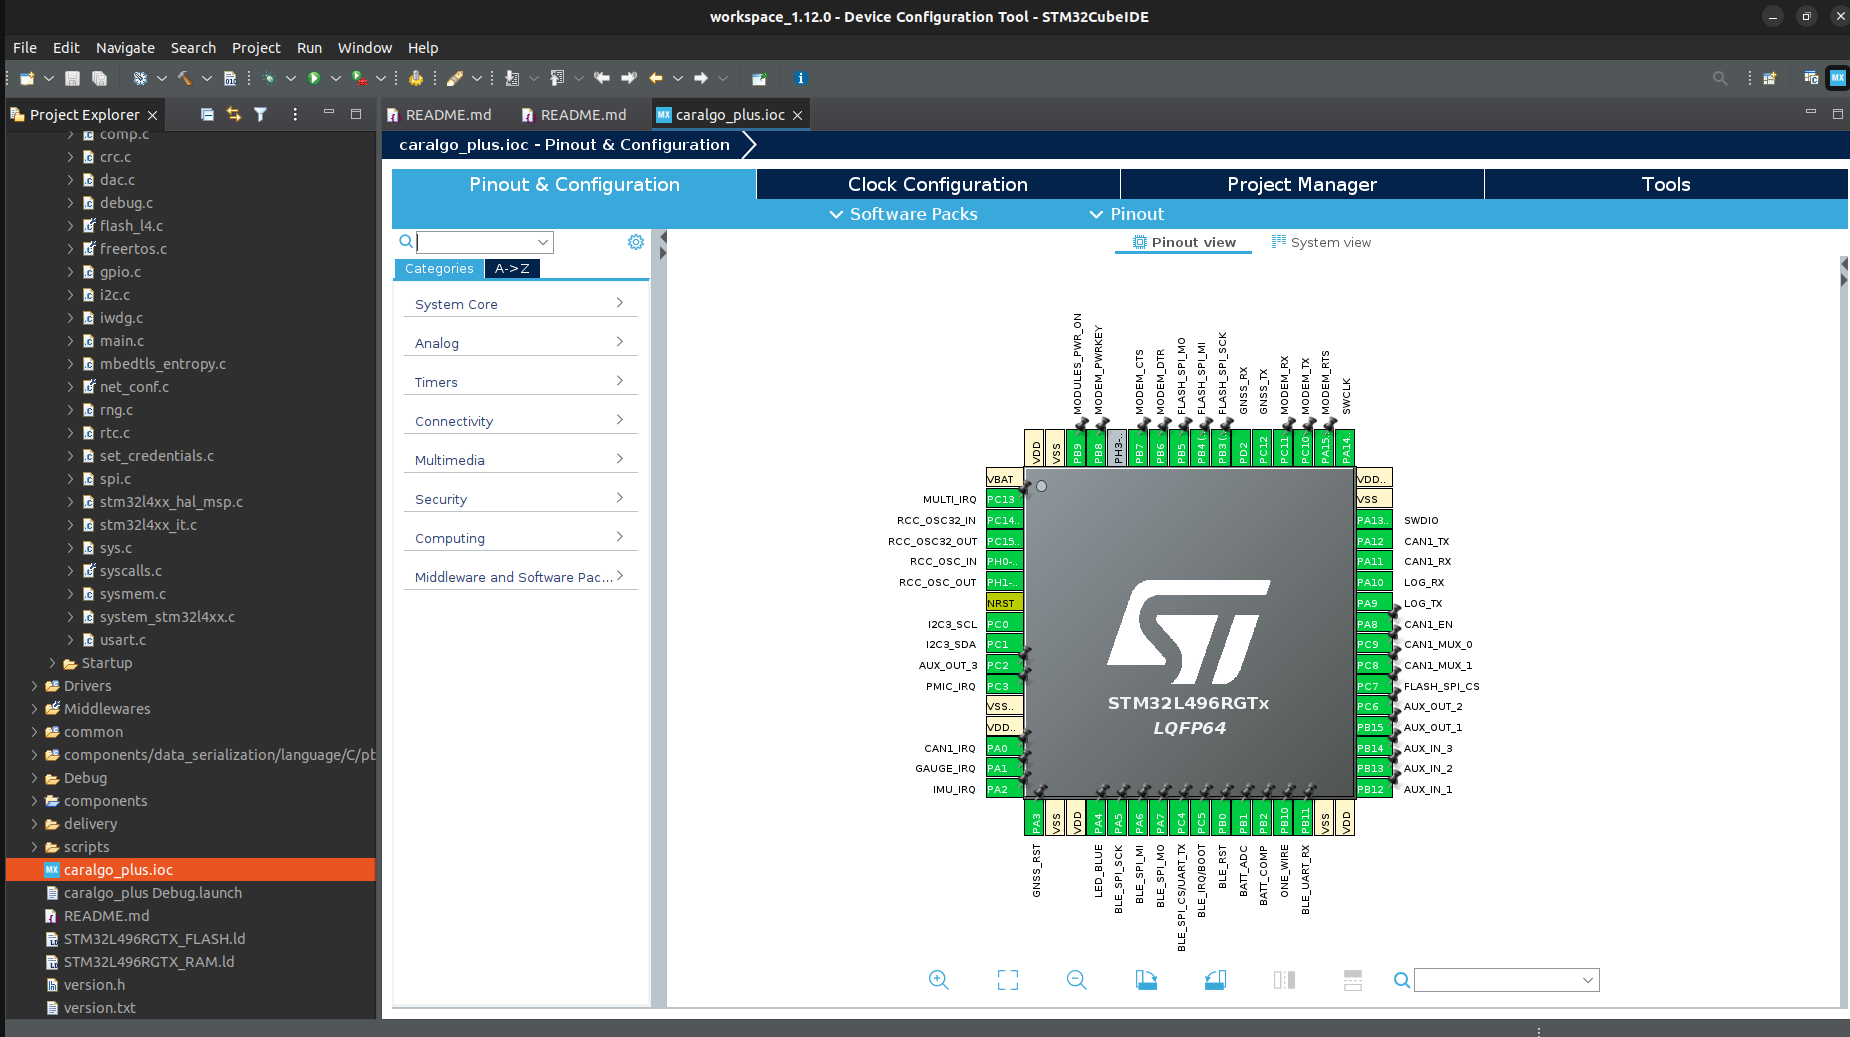 workspace_1.12.0 - Device Configuration Tool - STM32CubeIDE
File Edit Navigate Search Project Run Window Help
Project Explorer
README.md
README.md
caralgo_plus.ioc
comp.c
crc.c
dac.c
debug.c
flash_l4.c
freertos.c
gpio.c
i2c.c
iwdg.c
main.c
mbedtls_entropy.c
net_conf.c
rng.c
rtc.c
set_credentials.c
spi.c
stm32l4xx_hal_msp.c
stm32l4xx_it.c
sys.c
syscalls.c
sysmem.c
system_stm32l4xx.c
usart.c
Startup
Drivers
Middlewares
common
components/data_serialization/language/C/pb
Debug
components
delivery
scripts
caralgo_plus.ioc
caralgo_plus Debug.launch
README.md
STM32L496RGTX_FLASH.ld
STM32L496RGTX_RAM.ld
version.h
version.txt
caralgo_plus.ioc - Pinout & Configuration
Pinout & Configuration
Clock Configuration
Project Manager
Tools
Software Packs
Pinout
Categories
A->Z
System Core
Analog
Timers
Connectivity
Multimedia
Security
Computing
Middleware and Software Pac...
Pinout view
System view
MODULES_PWR_ON
MODEM_PWRKEY
MODEM_CTS
MODEM_DTR
FLASH_SPI_MO
FLASH_SPI_MI
FLASH_SPI_SCK
GNSS_RX
GNSS_TX
MODEM_RX
MODEM_TX
MODEM_RTS
SWCLK
VDD
VSS
PB9
PB8
PH3-..
PB7
PB6
PB5
PB4 (..
PB3 (..
PD2
PC12
PC11
PC10
PA15..
PA14..
VBAT
MULTI_IRQ PC13
RCC_OSC32_IN PC14..
RCC_OSC32_OUT PC15..
RCC_OSC_IN PH0-..
RCC_OSC_OUT PH1-..
NRST
I2C3_SCL PC0
I2C3_SDA PC1
AUX_OUT_3 PC2
PMIC_IRQ PC3
VSS..
VDD..
CAN1_IRQ PA0
GAUGE_IRQ PA1
IMU_IRQ PA2
ST
STM32L496RGTx
LQFP64
VDD..
VSS
PA13.. SWDIO
PA12 CAN1_TX
PA11 CAN1_RX
PA10 LOG_RX
PA9 LOG_TX
PA8 CAN1_EN
PC9 CAN1_MUX_0
PC8 CAN1_MUX_1
PC7 FLASH_SPI_CS
PC6 AUX_OUT_2
PB15 AUX_OUT_1
PB14 AUX_IN_3
PB13 AUX_IN_2
PB12 AUX_IN_1
PA3
VSS
VDD
PA4
PA5
PA6
PA7
PC4
PC5
PB0
PB1
PB2
PB10
PB11
VSS
VDD
GNSS_RST
LED_BLUE
BLE_SPI_SCK
BLE_SPI_MI
BLE_SPI_MO
BLE_SPI_CS/UART_TX
BLE_IRQ/BOOT
BLE_RST
BATT_ADC
BATT_COMP
ONE_WIRE
BLE_UART_RX